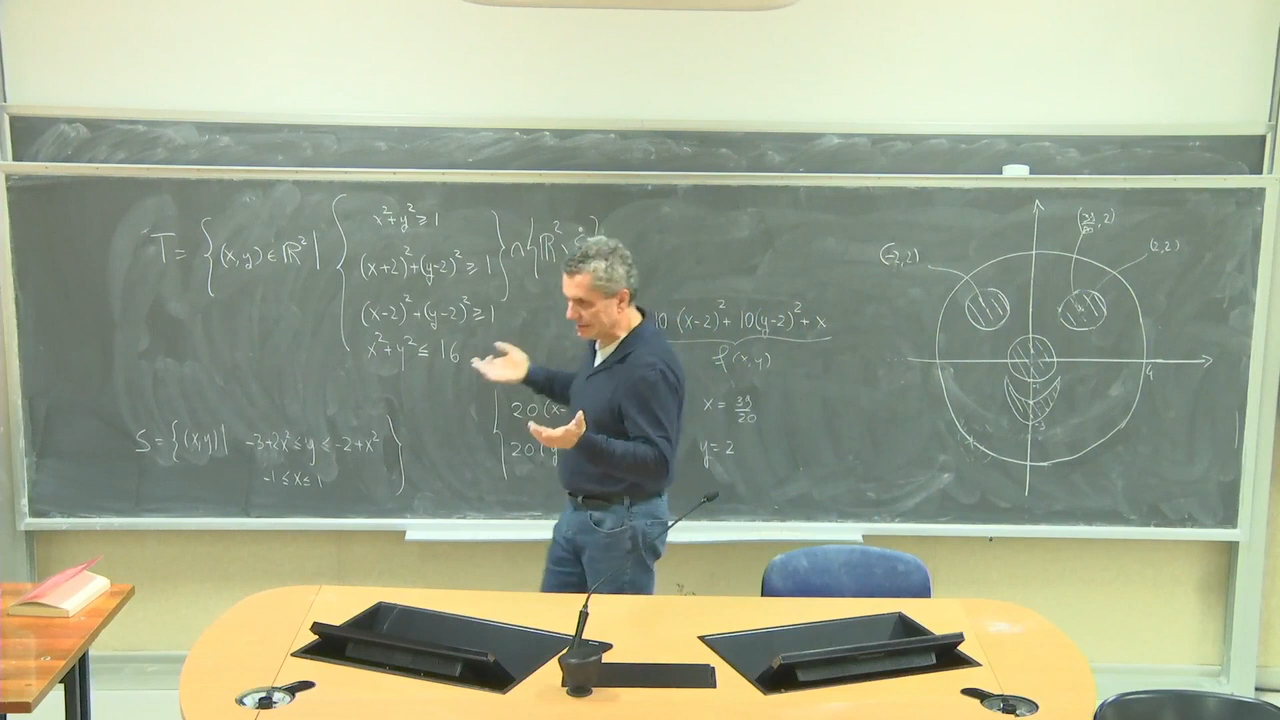 T = { (x,y) ∈ ℝ² | { x²+y² ≥ 1
(x+2)²+(y-2)² ≥ 1 } ∩ { ℝ² \
(x-2)²+(y-2)² ≥ 1
x²+y² ≤ 16
S = { (x,y) | -3+2x² ≤ y ≤ -2+x²
-1 ≤ x ≤ 1 }
10 (x-2)² + 10(y-2)² + x
f(x,y)
20(x-
x = 39/20
20(y
y = 2
(-2,2)
(39/20, 2)
(2,2)
4
-3